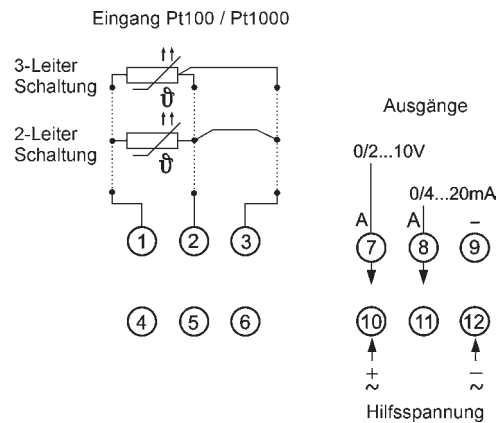 Eingang Pt100 / Pt1000
3-Leiter
Schaltung
ϑ
2-Leiter
Schaltung
ϑ
Ausgänge
0/2...10V
0/4...20mA
A A –
1 2 3 7 8 9
4 5 6 10 11 12
+ –
~ ~
Hilfsspannung